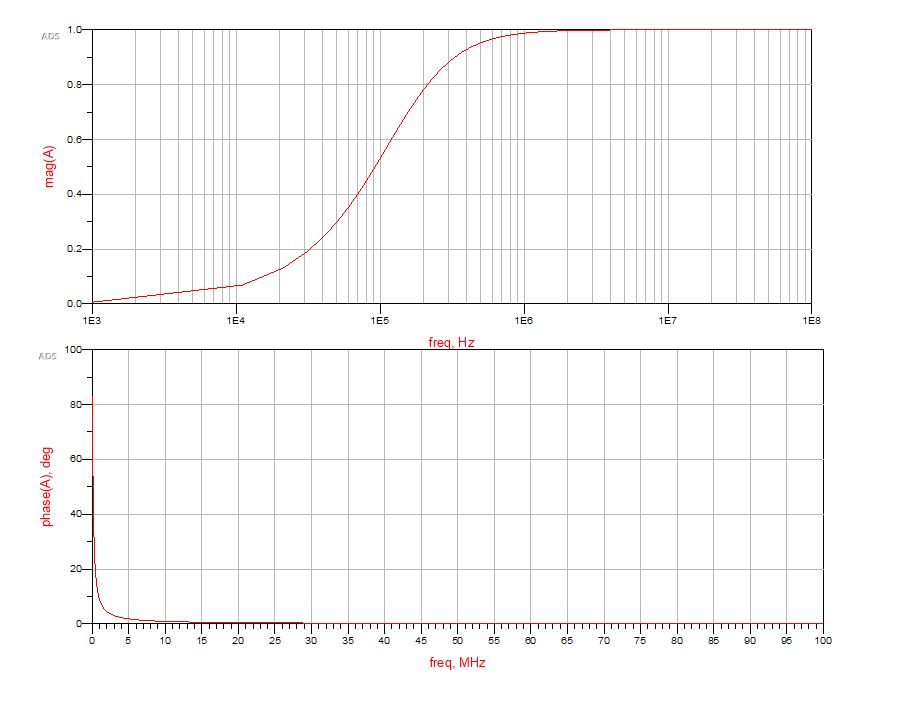 ADS
1.0
0.8
0.6
0.4
0.2
0.0
mag(A)
1E3 1E4 1E5 1E6 1E7 1E8
freq, Hz
ADS
100
80
60
40
20
0
phase(A), deg
0 5 10 15 20 25 30 35 40 45 50 55 60 65 70 75 80 85 90 95 100
freq, MHz